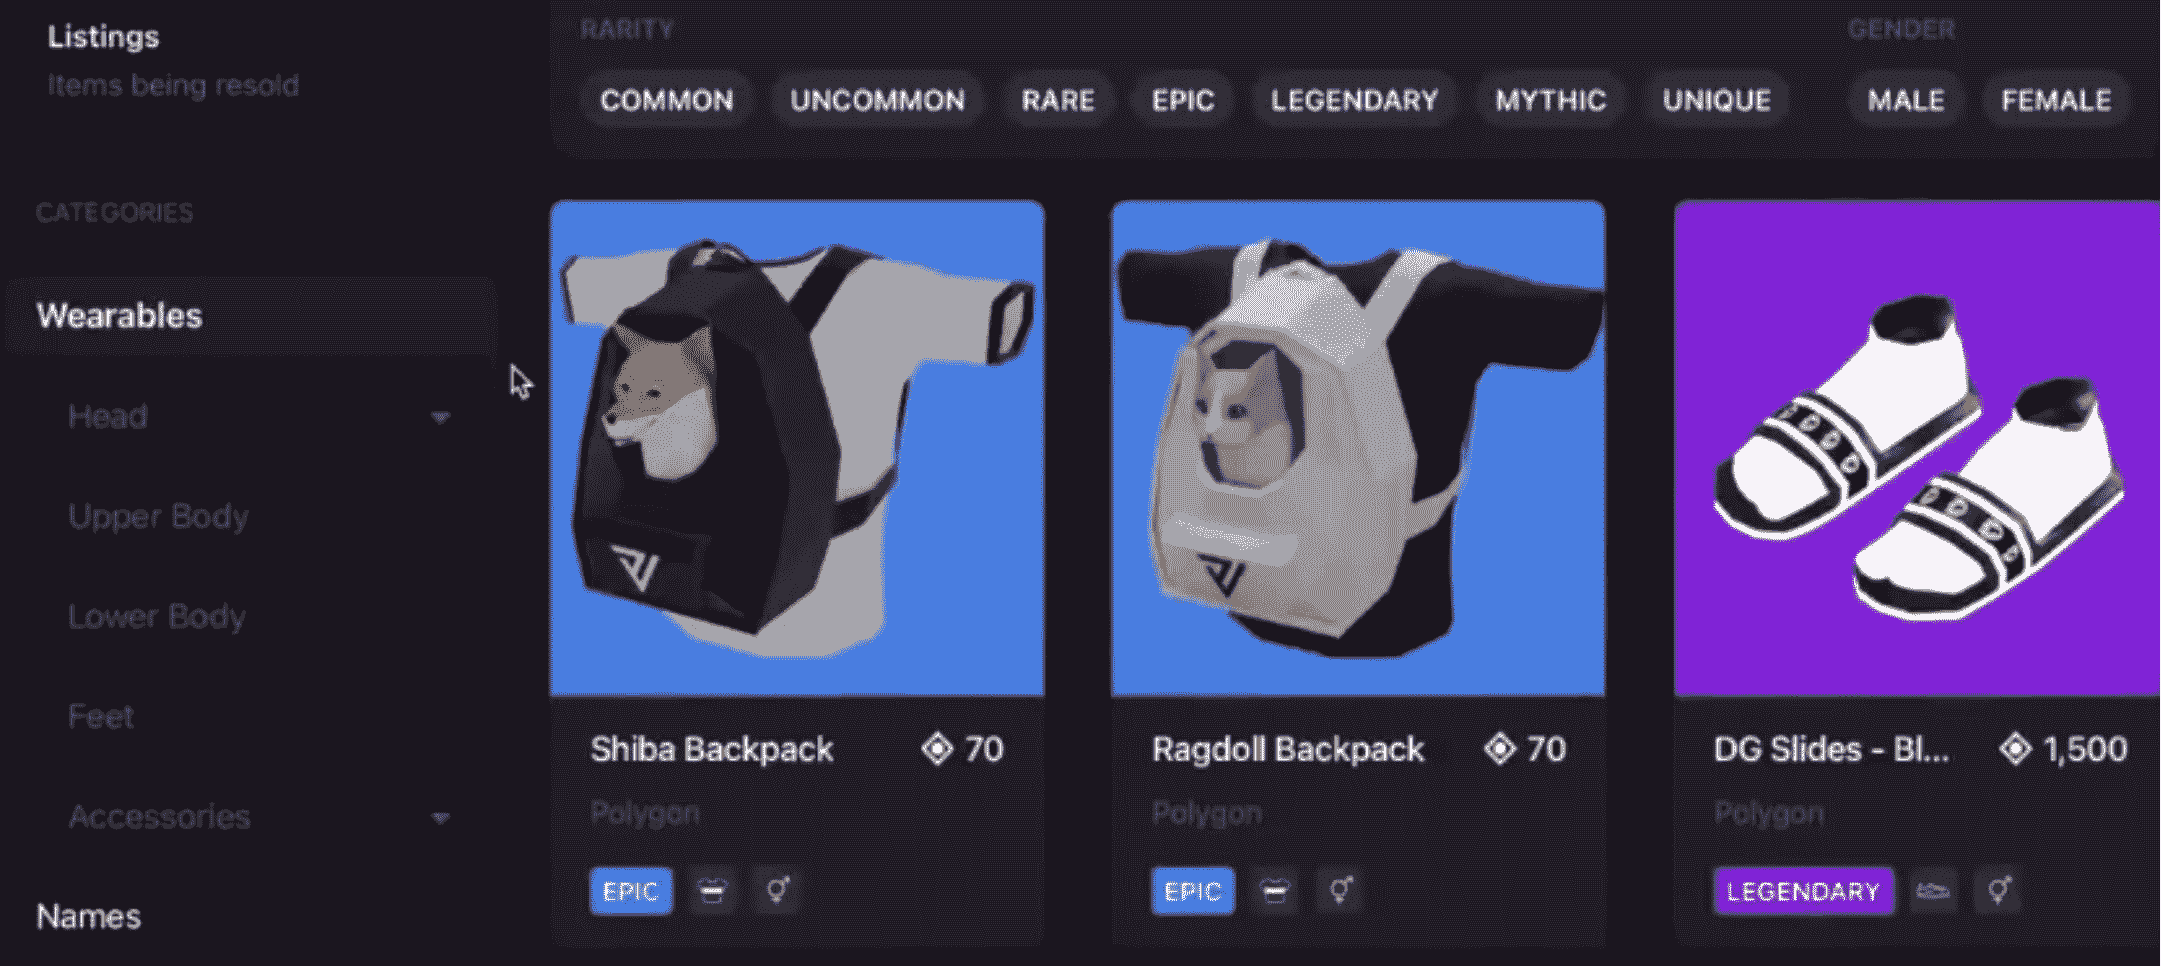 Listings
Items being resold
CATEGORIES
Wearables
Head
Upper Body
Lower Body
Feet
Accessories
Names
RARITY
COMMON UNCOMMON RARE EPIC LEGENDARY MYTHIC UNIQUE
GENDER
MALE FEMALE
Shiba Backpack 70
Polygon
EPIC
Ragdoll Backpack 70
Polygon
EPIC
DG Slides - Bl... 1,500
Polygon
LEGENDARY